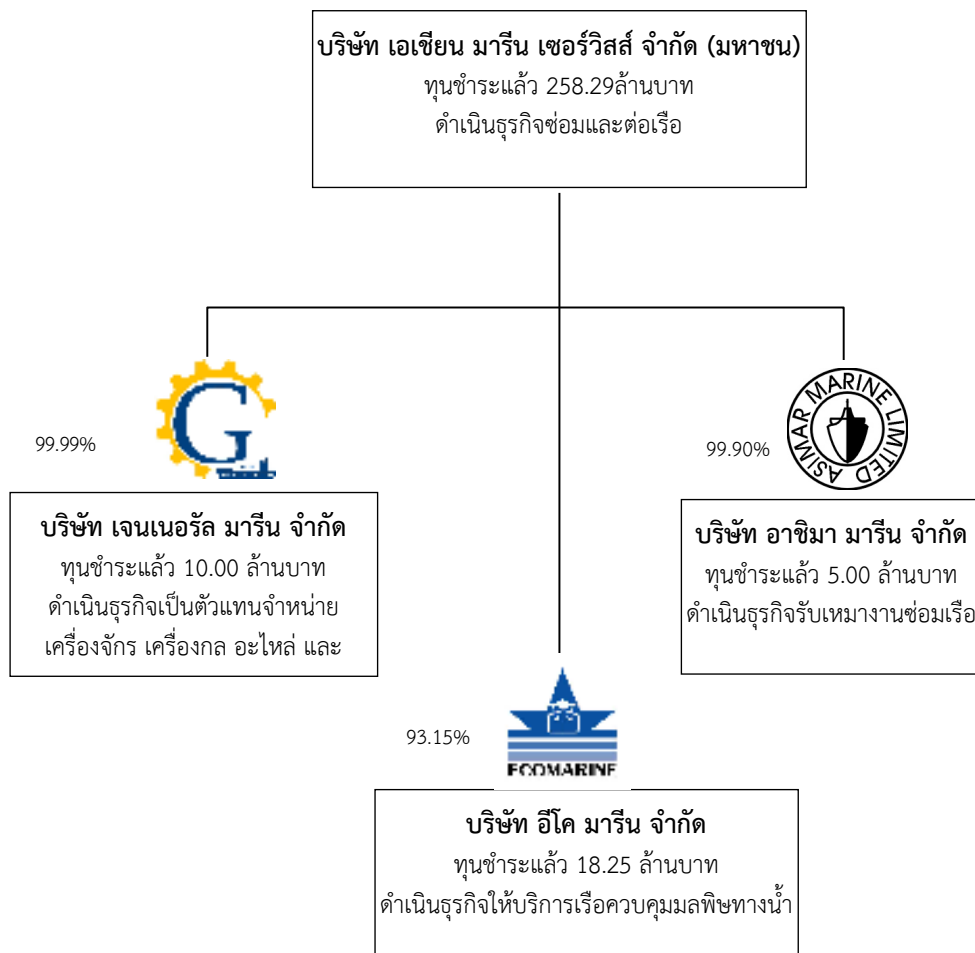 บริษัท เอเชียน มารีน เซอร์วิสส์ จำกัด (มหาชน)
ทุนชำระแล้ว 258.29ล้านบาท
ดำเนินธุรกิจซ่อมและต่อเรือ
99.99%
G
บริษัท เจนเนอรัล มารีน จำกัด
ทุนชำระแล้ว 10.00 ล้านบาท
ดำเนินธุรกิจเป็นตัวแทนจำหน่าย
เครื่องจักร เครื่องกล อะไหล่ และ
99.90%
ASIMAR MARINE LIMITED
บริษัท อาชิมา มารีน จำกัด
ทุนชำระแล้ว 5.00 ล้านบาท
ดำเนินธุรกิจรับเหมางานซ่อมเรือ
93.15%
ECOMARINE
บริษัท อีโค มารีน จำกัด
ทุนชำระแล้ว 18.25 ล้านบาท
ดำเนินธุรกิจให้บริการเรือควบคุมมลพิษทางน้ำ